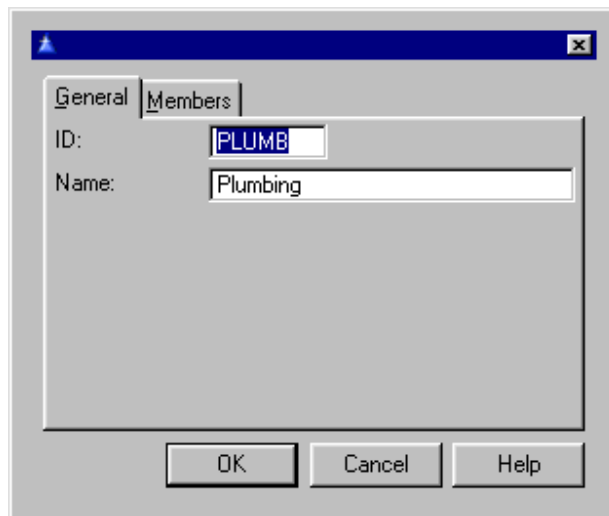 General Members
ID: PLUMB
Name: Plumbing
OK Cancel Help